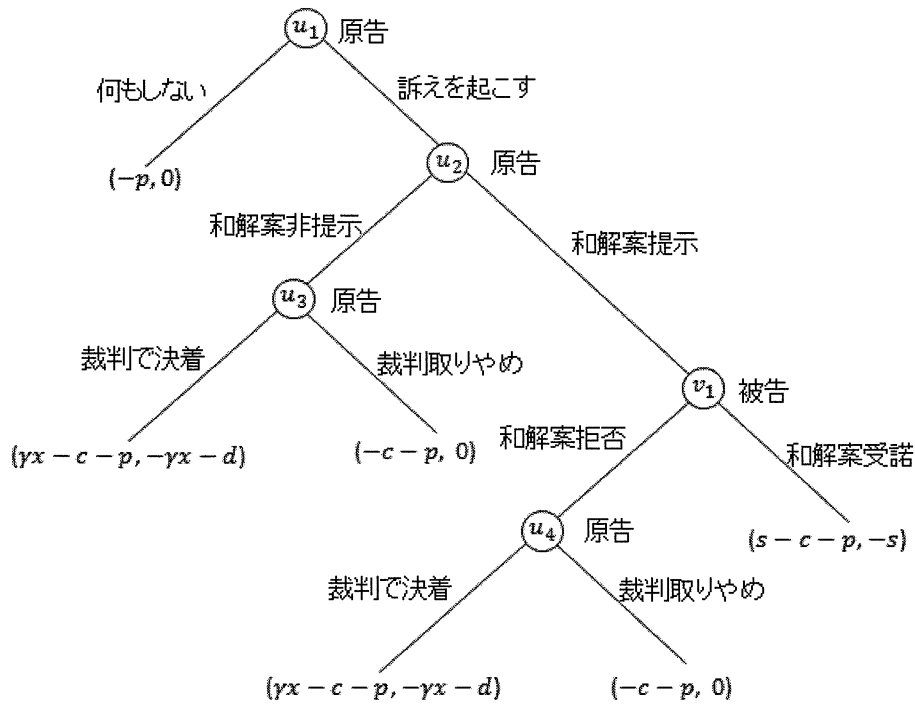 u₁ 原告
何もしない
訴えを起こす
(−p, 0)
u₂ 原告
和解案非提示
和解案提示
u₃ 原告
裁判で決着
裁判取りやめ
v₁ 被告
(γx − c − p, −γx − d)
(−c − p, 0)
和解案拒否
和解案受諾
u₄ 原告
(s − c − p, −s)
裁判で決着
裁判取りやめ
(γx − c − p, −γx − d)
(−c − p, 0)